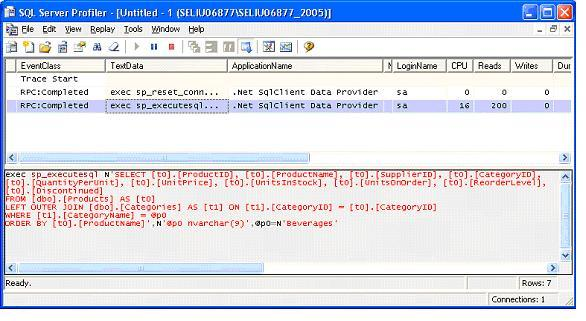 SQL Server Profiler - [Untitled - 1 (SELIU06877\SELIU06877_2005)]
File Edit View Replay Tools Window Help
EventClass TextData ApplicationName N LoginName CPU Reads Writes Dur
Trace Start
RPC:Completed exec sp_reset_conn... .Net SqlClient Data Provider sa 0 0 0
RPC:Completed exec sp_executesql... .Net SqlClient Data Provider sa 16 200 0
exec sp_executesql N'SELECT [t0].[ProductID], [t0].[ProductName], [t0].[SupplierID], [t0].[CategoryID],
[t0].[QuantityPerUnit], [t0].[UnitPrice], [t0].[UnitsInStock], [t0].[UnitsOnOrder], [t0].[ReorderLevel],
[t0].[Discontinued]
FROM [dbo].[Products] AS [t0]
LEFT OUTER JOIN [dbo].[Categories] AS [t1] ON [t1].[CategoryID] = [t0].[CategoryID]
WHERE [t1].[CategoryName] = @p0
ORDER BY [t0].[ProductName]',N'@p0 nvarchar(9)',@p0=N'Beverages'
Ready.
Rows: 7
Connections: 1